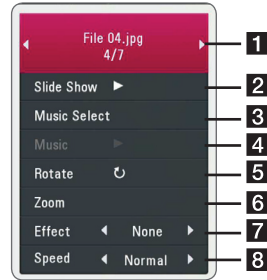 File 04.jpg 1
4/7
Slide Show 2
Music Select 3
Music 4
Rotate 5
Zoom 6
Effect None 7
Speed Normal 8